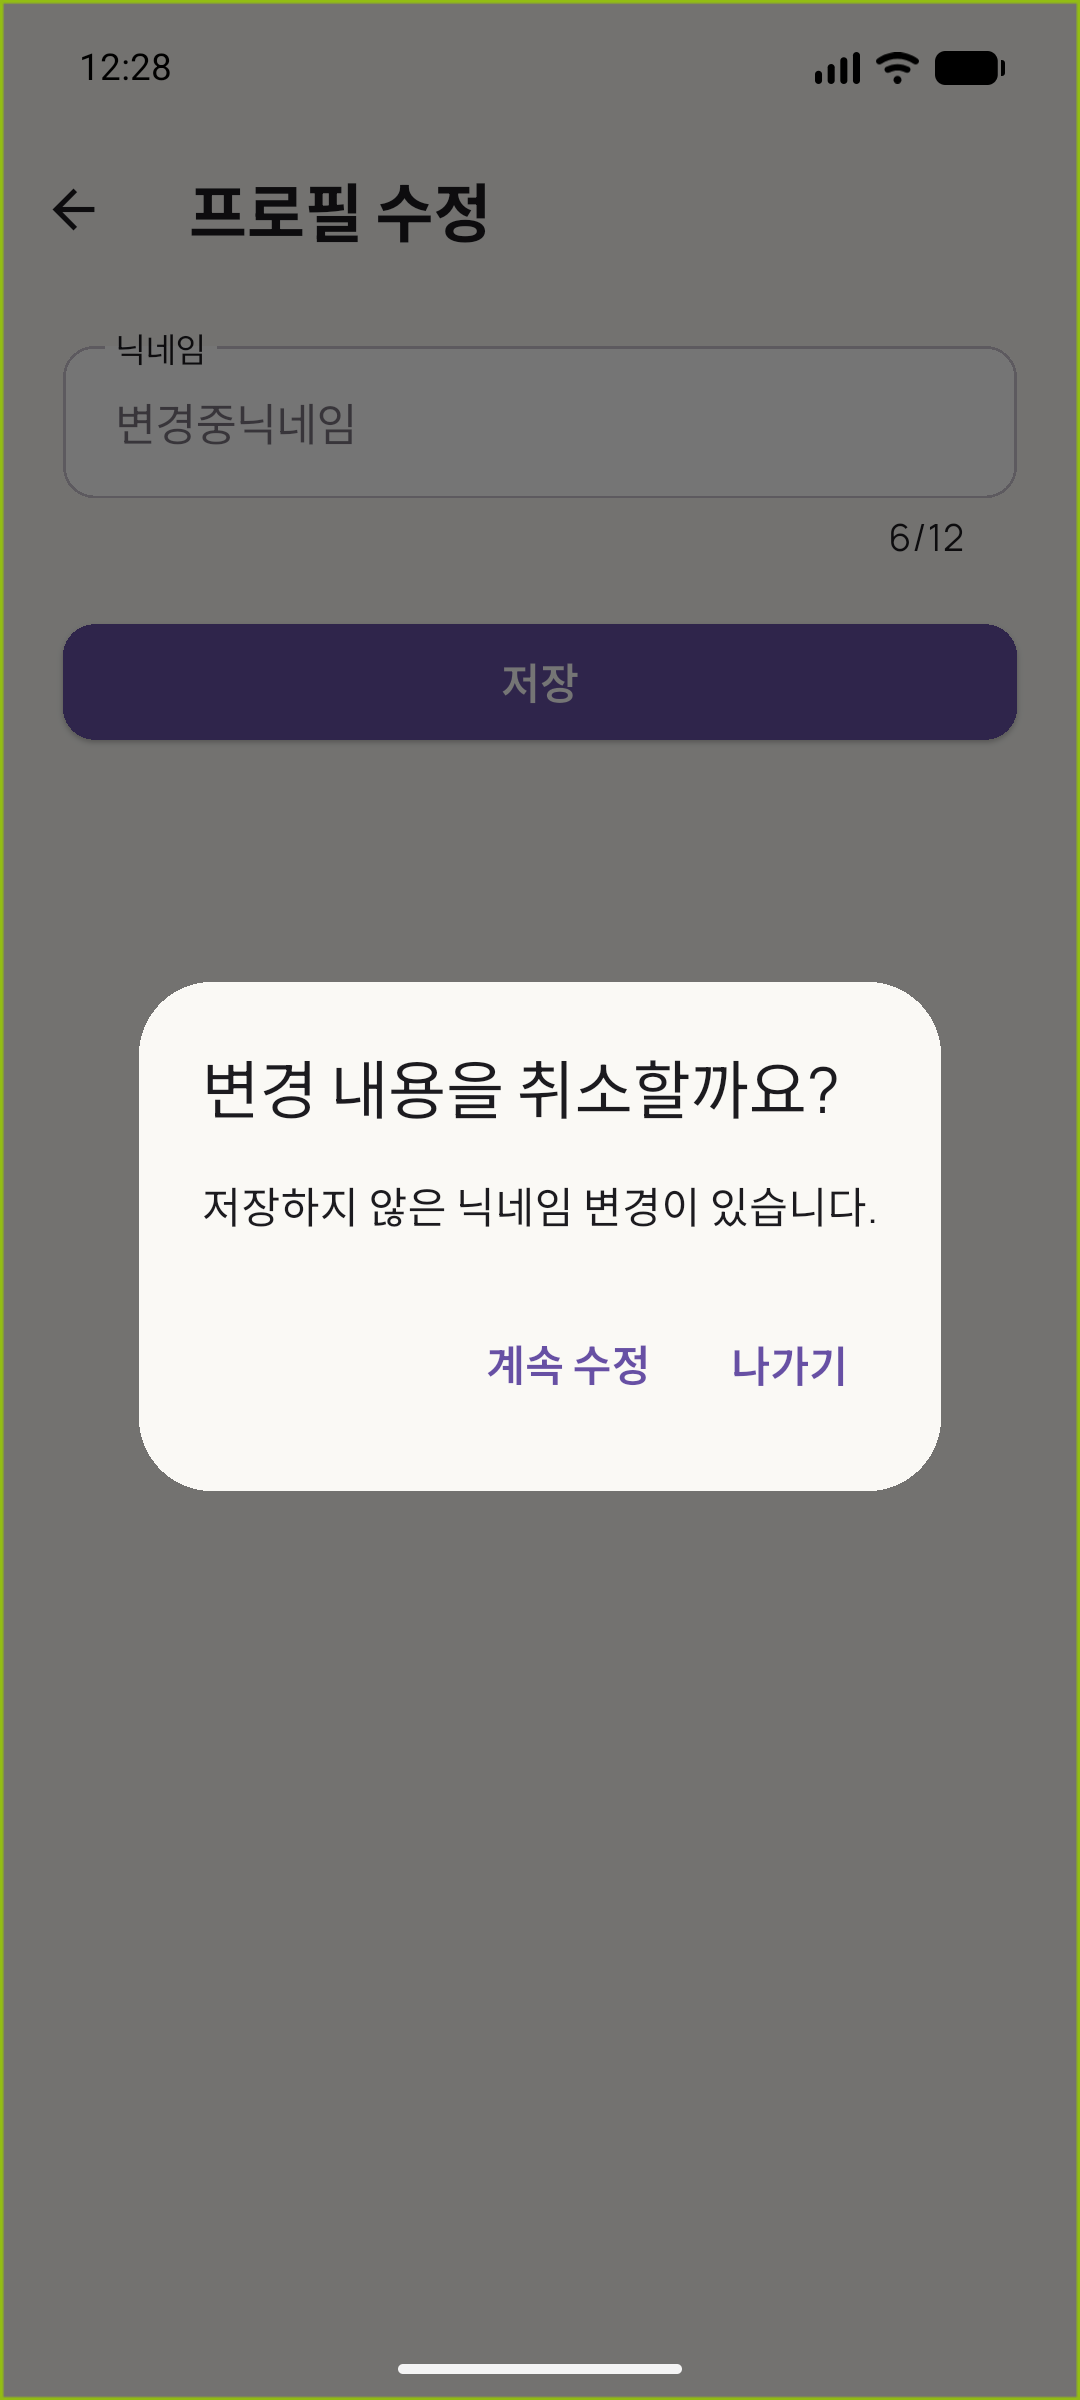 12:28
프로필 수정
닉네임
변경중닉네임
6/12
저장
변경 내용을 취소할까요?
저장하지 않은 닉네임 변경이 있습니다.
계속 수정 나가기